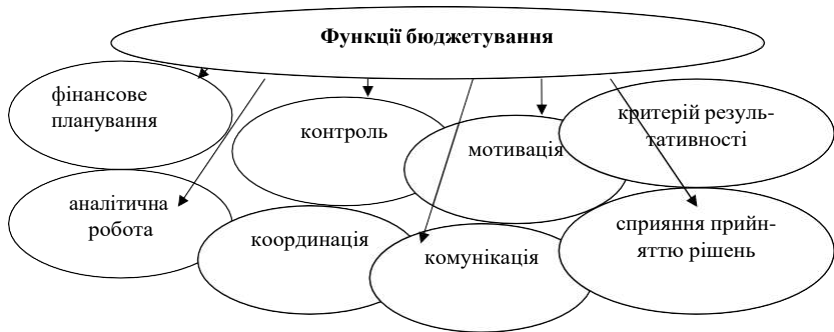 Функції бюджетування
фінансове
планування
контроль
мотивація
критерій резуль-
тативності
аналітична
робота
координація
комунікація
сприяння прийн-
яттю рішень